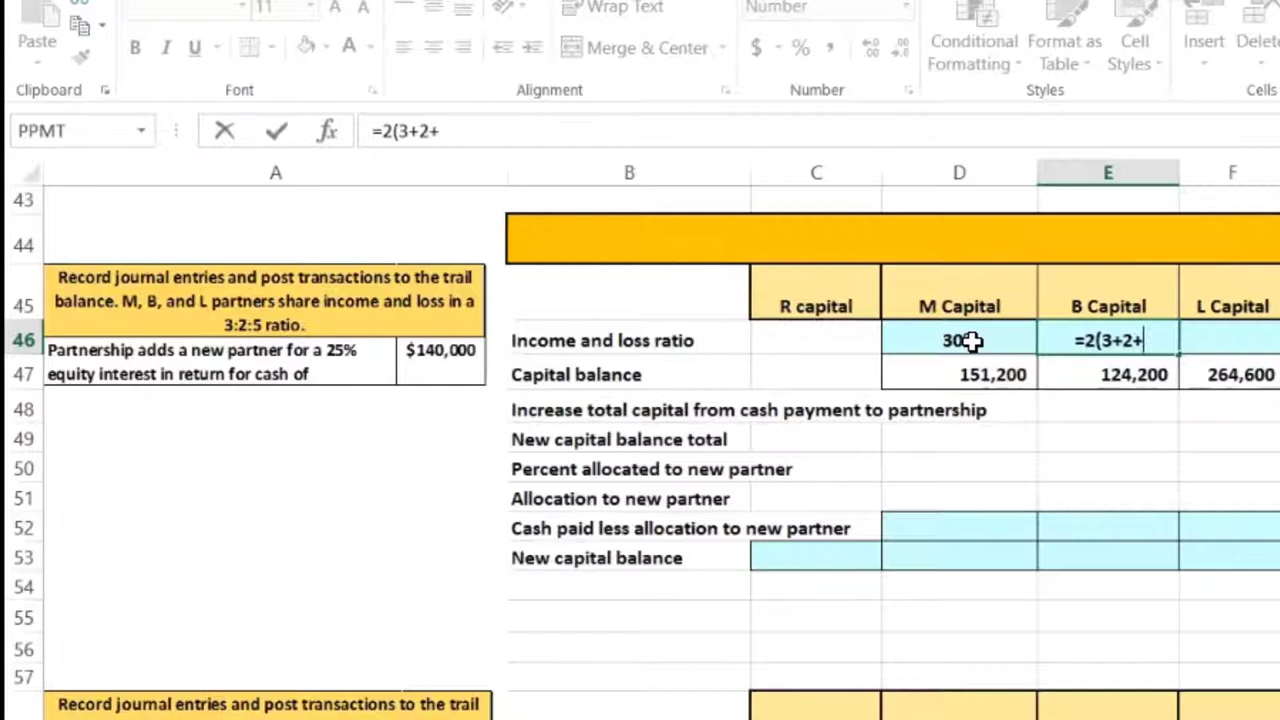 11 A A Wrap Text Number
Paste B I U A Merge & Center $ % , Conditional Formatting Format as Table Cell Styles Insert
Clipboard Font Alignment Number Styles Cells
PPMT fx =2(3+2+
A B C D E F
43
44
45 Record journal entries and post transactions to the trail
balance. M, B, and L partners share income and loss in a
3:2:5 ratio. R capital M Capital B Capital L Capital
46 Partnership adds a new partner for a 25% $140,000 Income and loss ratio =2(3+2+
47 equity interest in return for cash of Capital balance 151,200 124,200 264,600
48 Increase total capital from cash payment to partnership
49 New capital balance total
50 Percent allocated to new partner
51 Allocation to new partner
52 Cash paid less allocation to new partner
53 New capital balance
54
55
56
57
Record journal entries and post transactions to the trail